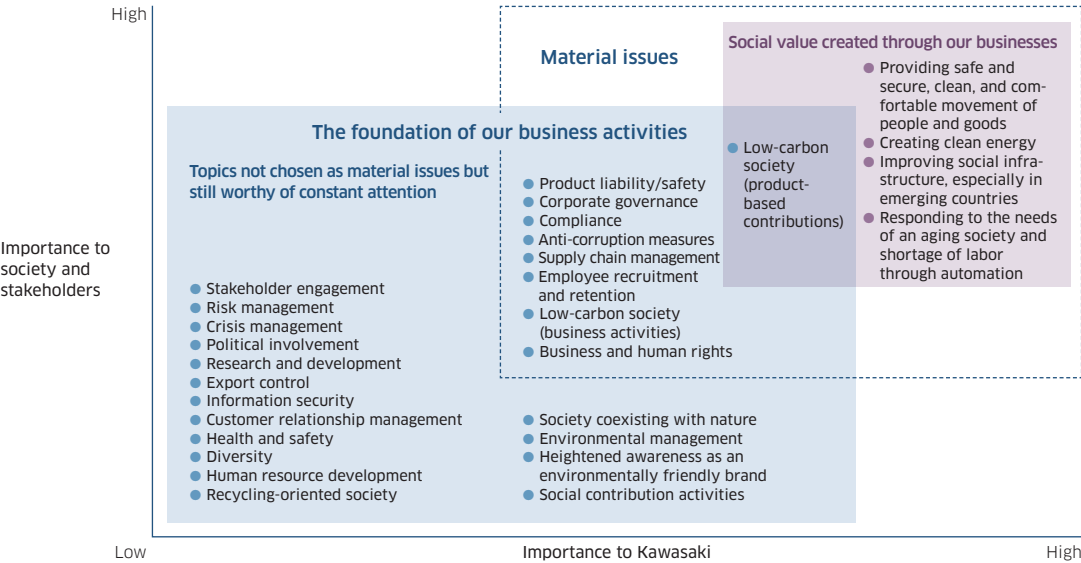 High
Material issues
Social value created through our businesses
● Providing safe and
secure, clean, and com-
fortable movement of
people and goods
● Creating clean energy
● Improving social infra-
structure, especially in
emerging countries
● Responding to the needs
of an aging society and
shortage of labor
through automation
The foundation of our business activities
● Low-carbon
society
(product-
based
contributions)
Topics not chosen as material issues but
still worthy of constant attention
● Product liability/safety
● Corporate governance
● Compliance
● Anti-corruption measures
● Supply chain management
● Employee recruitment
and retention
● Low-carbon society
(business activities)
● Business and human rights
Importance to
society and
stakeholders
● Stakeholder engagement
● Risk management
● Crisis management
● Political involvement
● Research and development
● Export control
● Information security
● Customer relationship management
● Health and safety
● Diversity
● Human resource development
● Recycling-oriented society
● Society coexisting with nature
● Environmental management
● Heightened awareness as an
environmentally friendly brand
● Social contribution activities
Low
Importance to Kawasaki
High